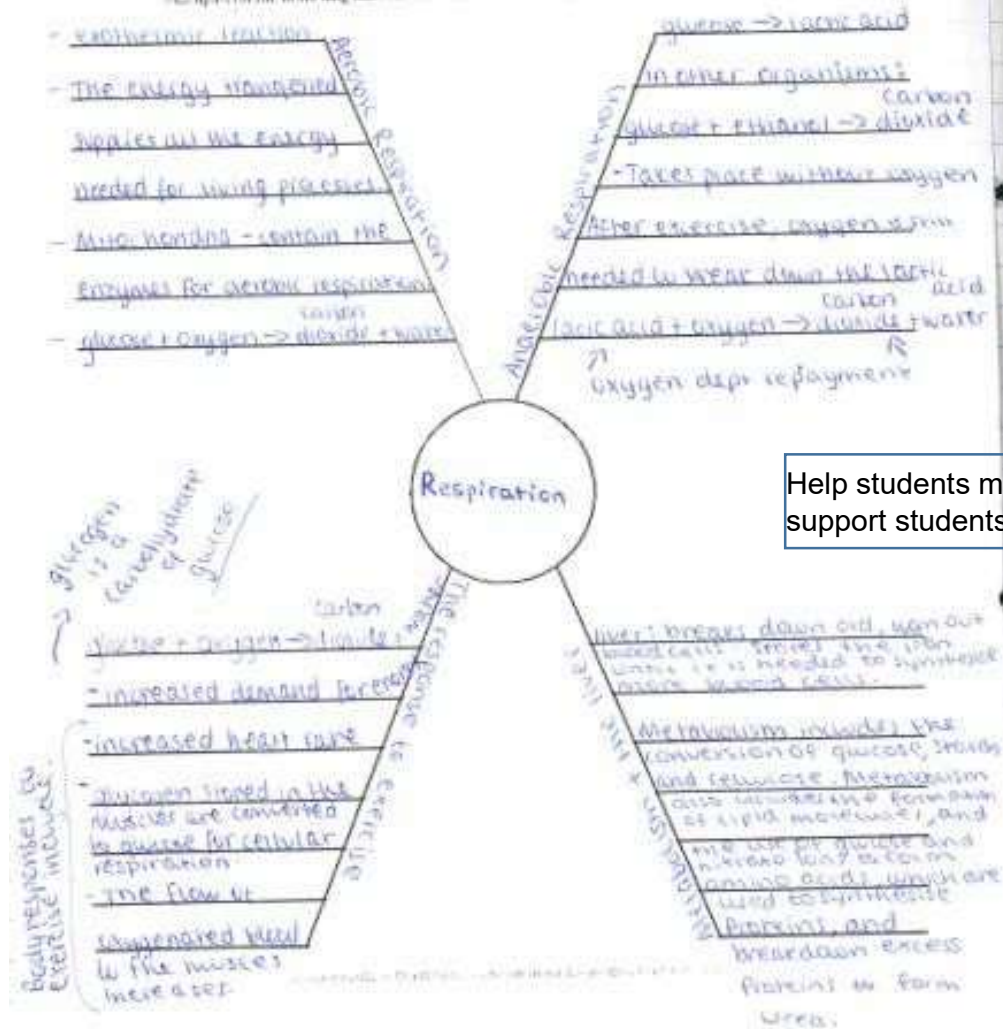 - exothermic reaction
- The energy
supplies all the energy
needed for living processes
- Mitochondria - contain the
enzymes for aerobic respiration
carbon
- glucose + oxygen -> dioxide + water
Aerobic Respiration
glucose -> lactic acid
In other organisms:
carbon
glucose + ethanol -> dioxide
- Takes place without oxygen
After exercise, oxygen is still
needed to break down the lactic
acid
carbon
lactic acid + oxygen -> dioxide + water
oxygen dept repayment
Respiration
Respiration
Help students m
support students
-> 
is a
carbohydrate
of
glucose
carbon
glucose + oxygen -> dioxide +
water
- increased demand for energy
- increased heart rate
- glycogen stored in the
muscles are converted
to glucose for cellular
respiration
- The flow of
oxygenated blood
to the muscles
increases
body responses to
exercise include:
The response to exercise
liver: breaks down old, worn out
blood cells. Stores the iron
until it is needed to synthesise
more blood cells.
Metabolism includes the
conversion of glucose, starch
and cellulose. Metabolism
also includes the formation
of lipid molecules, and
the use of glucose and
nitrate ions to form
amino acids, which are
used to synthesise
proteins, and
breakdown excess
proteins to form
urea.
Metabolism + the liver